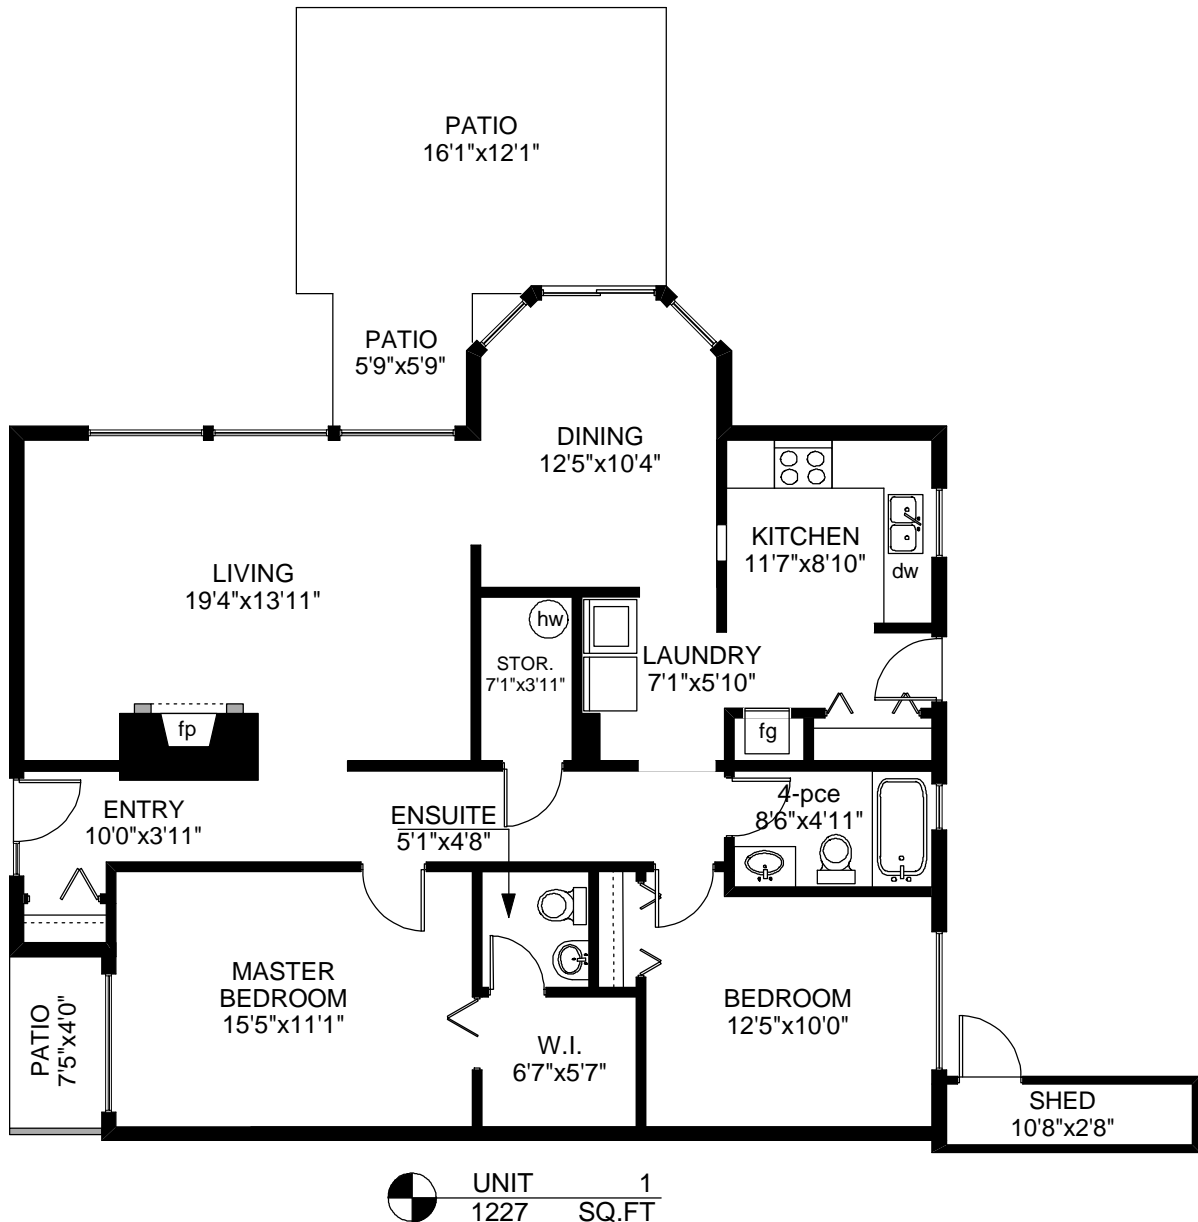 PATIO
16'1"x12'1"
PATIO
5'9"x5'9"
DINING
12'5"x10'4"
KITCHEN
11'7"x8'10"
dw
LIVING
19'4"x13'11"
hw
STOR.
7'1"x3'11"
LAUNDRY
7'1"x5'10"
fp
fg
ENTRY
10'0"x3'11"
ENSUITE
5'1"x4'8"
4-pce
8'6"x4'11"
MASTER
BEDROOM
15'5"x11'1"
BEDROOM
12'5"x10'0"
PATIO
7'5"x4'0"
W.I.
6'7"x5'7"
SHED
10'8"x2'8"
UNIT 1
1227 SQ.FT